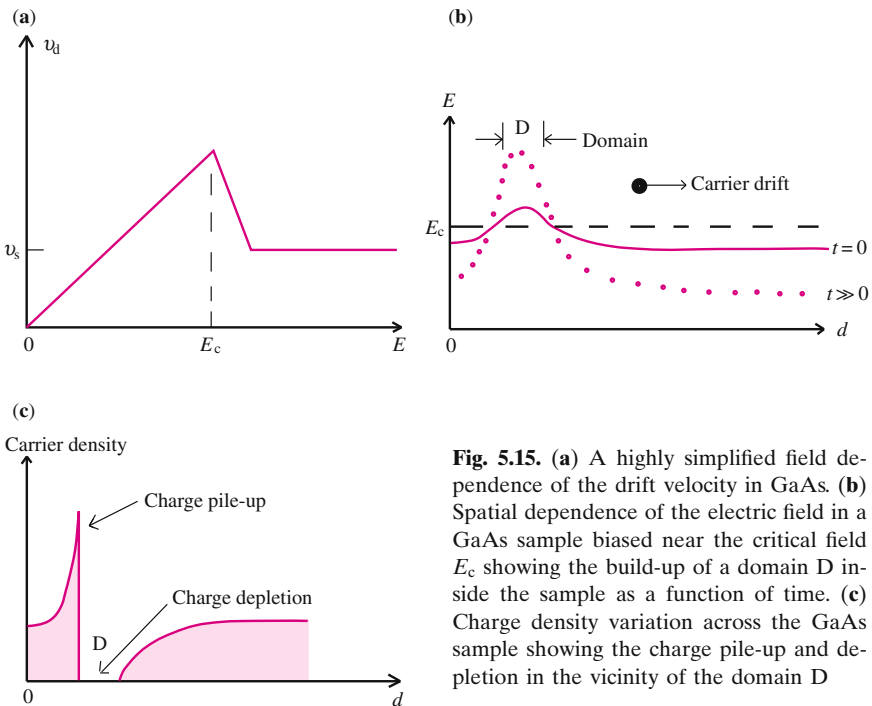 (a)
υd
υs
0
Ec
E
(b)
E
D
Domain
Carrier drift
Ec
t=0
t≫0
0
d
(c)
Carrier density
Charge pile-up
Charge depletion
D
0
d
Fig. 5.15. (a) A highly simplified field de-
pendence of the drift velocity in GaAs. (b)
Spatial dependence of the electric field in a
GaAs sample biased near the critical field
Ec showing the build-up of a domain D in-
side the sample as a function of time. (c)
Charge density variation across the GaAs
sample showing the charge pile-up and de-
pletion in the vicinity of the domain D